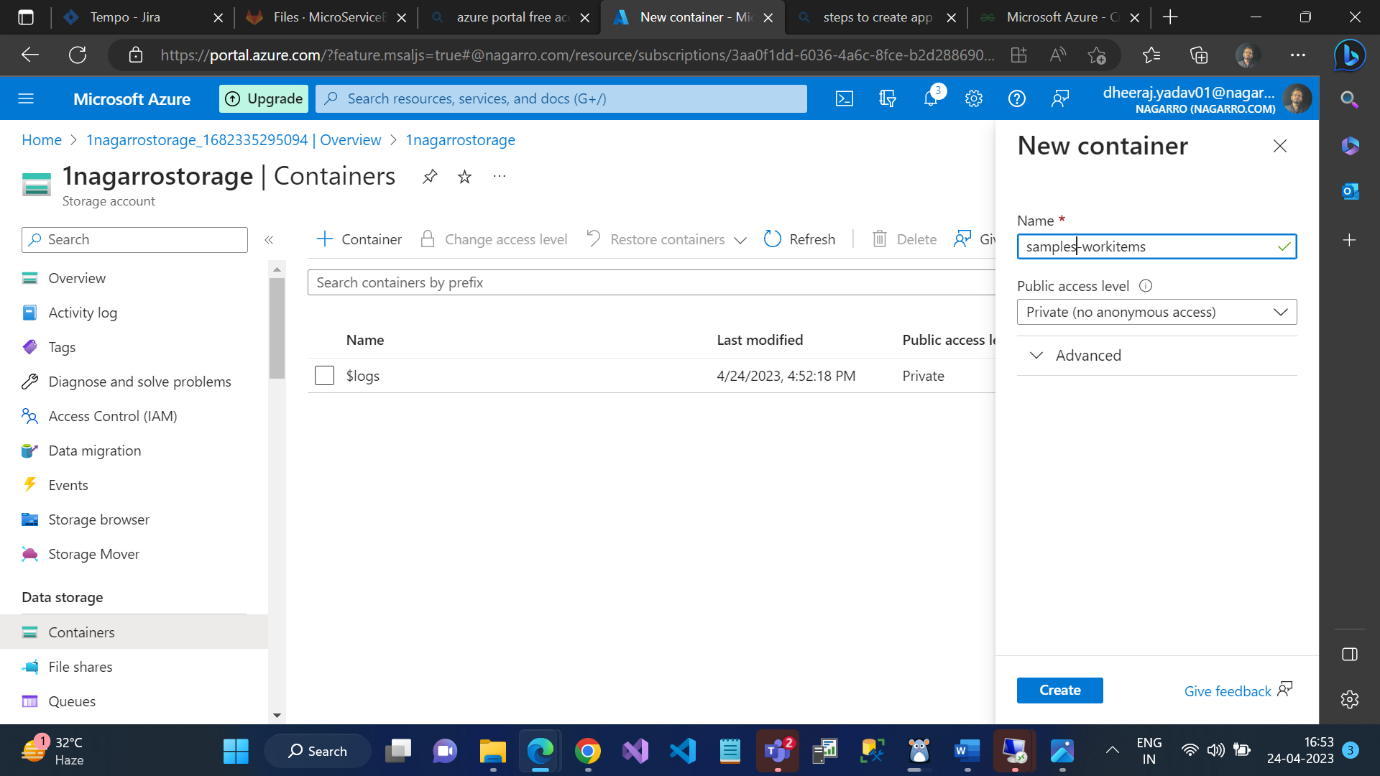 Tempo - Jira
Files · MicroServiceE
azure portal free ac
New container - Mi
steps to create app
Microsoft Azure - C
https://portal.azure.com/?feature.msaljs=true#@nagarro.com/resource/subscriptions/3aa0f1dd-6036-4a6c-8fce-b2d288690...
Microsoft Azure
Upgrade
Search resources, services, and docs (G+/)
3
dheeraj.yadav01@nagar...
NAGARRO (NAGARRO.COM)
Home > 1nagarrostorage_1682335295094 | Overview > 1nagarrostorage
1nagarrostorage | Containers
...
Storage account
Search
«
Overview
Activity log
Tags
Diagnose and solve problems
Access Control (IAM)
Data migration
Events
Storage browser
Storage Mover
Data storage
Containers
File shares
Queues
+ Container
Change access level
Restore containers
Refresh
Delete
Giv
Search containers by prefix
Name Last modified Public access le
$logs 4/24/2023, 4:52:18 PM Private
New container
Name *
samples-workitems
Public access level
Private (no anonymous access)
Advanced
Create
Give feedback
1
32°C
Haze
Search
2
ENG
IN
16:53
24-04-2023
3